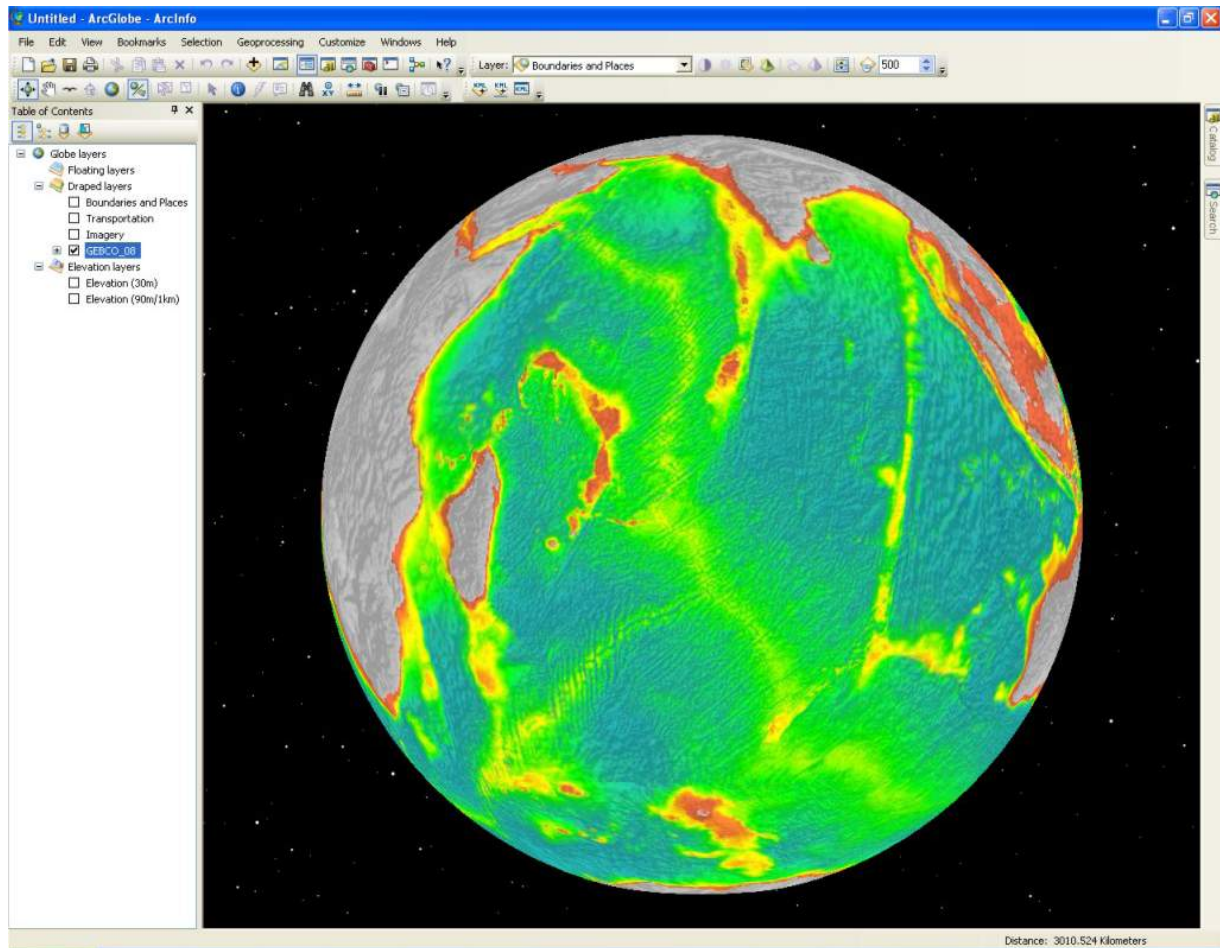 Untitled - ArcGlobe - ArcInfo
File Edit View Bookmarks Selection Geoprocessing Customize Windows Help
Layer: Boundaries and Places 500
Table of Contents
Globe layers
Floating layers
Draped layers
Boundaries and Places
Transportation
Imagery
GEBCO_08
Elevation layers
Elevation (30m)
Elevation (90m/1km)
Catalog
Search
Distance: 3010.524 Kilometers